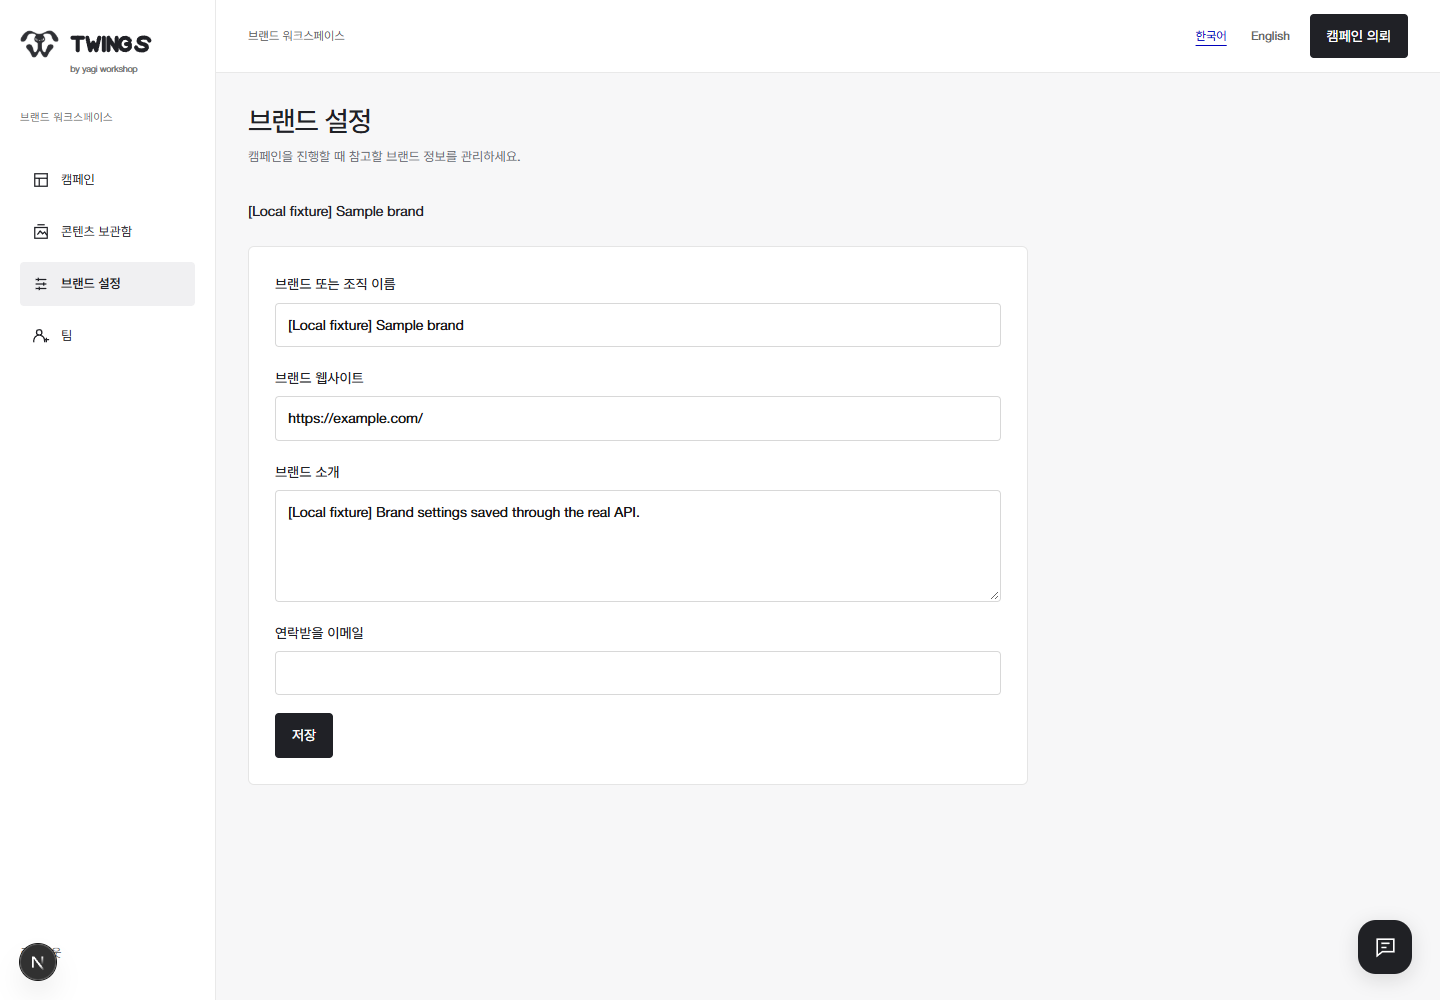 TWINGS
by yagi workshop
브랜드 워크스페이스
캠페인
콘텐츠 보관함
브랜드 설정
팀
N
브랜드 워크스페이스
한국어
English
캠페인 의뢰
브랜드 설정
캠페인을 진행할 때 참고할 브랜드 정보를 관리하세요.
[Local fixture] Sample brand
브랜드 또는 조직 이름
[Local fixture] Sample brand
브랜드 웹사이트
https://example.com/
브랜드 소개
[Local fixture] Brand settings saved through the real API.
연락받을 이메일
저장